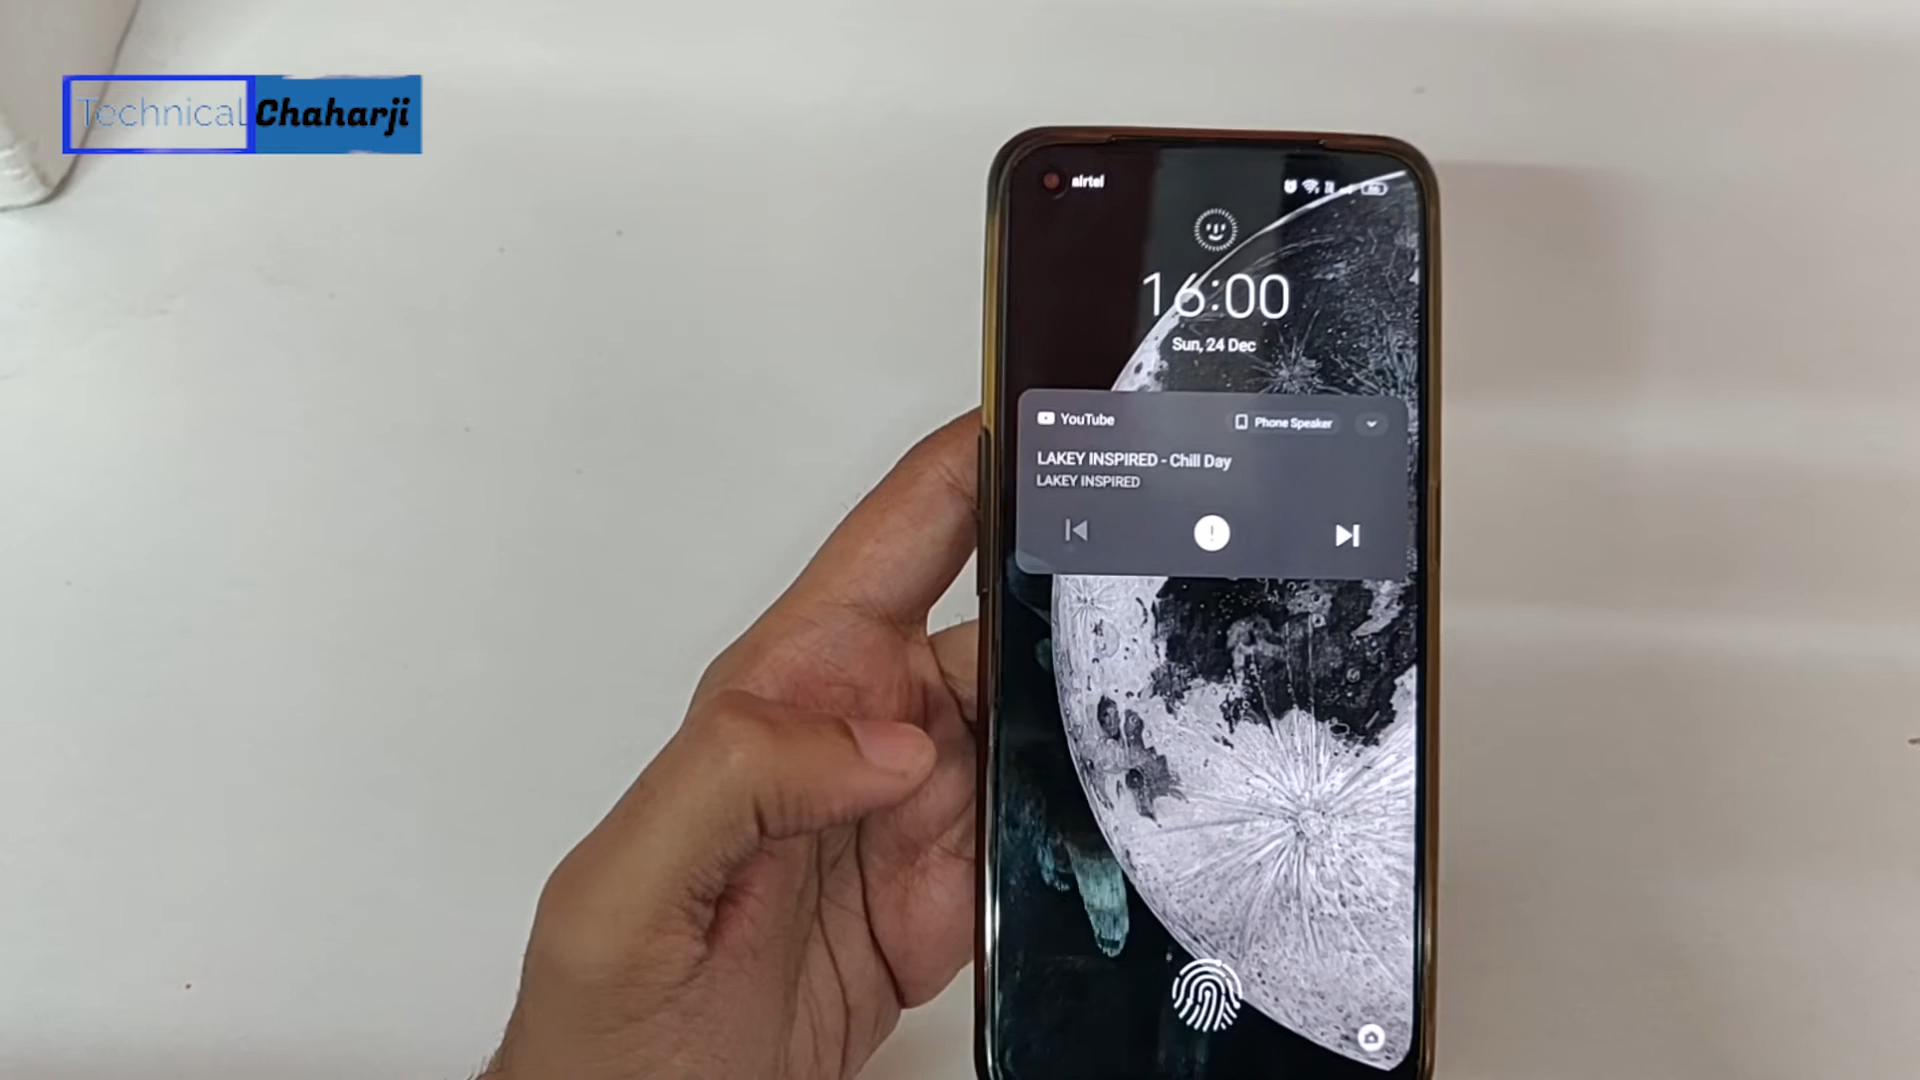 Technical Chaharji
airtel
16:00
Sun, 24 Dec
YouTube
Phone Speaker
LAKEY INSPIRED - Chill Day
LAKEY INSPIRED